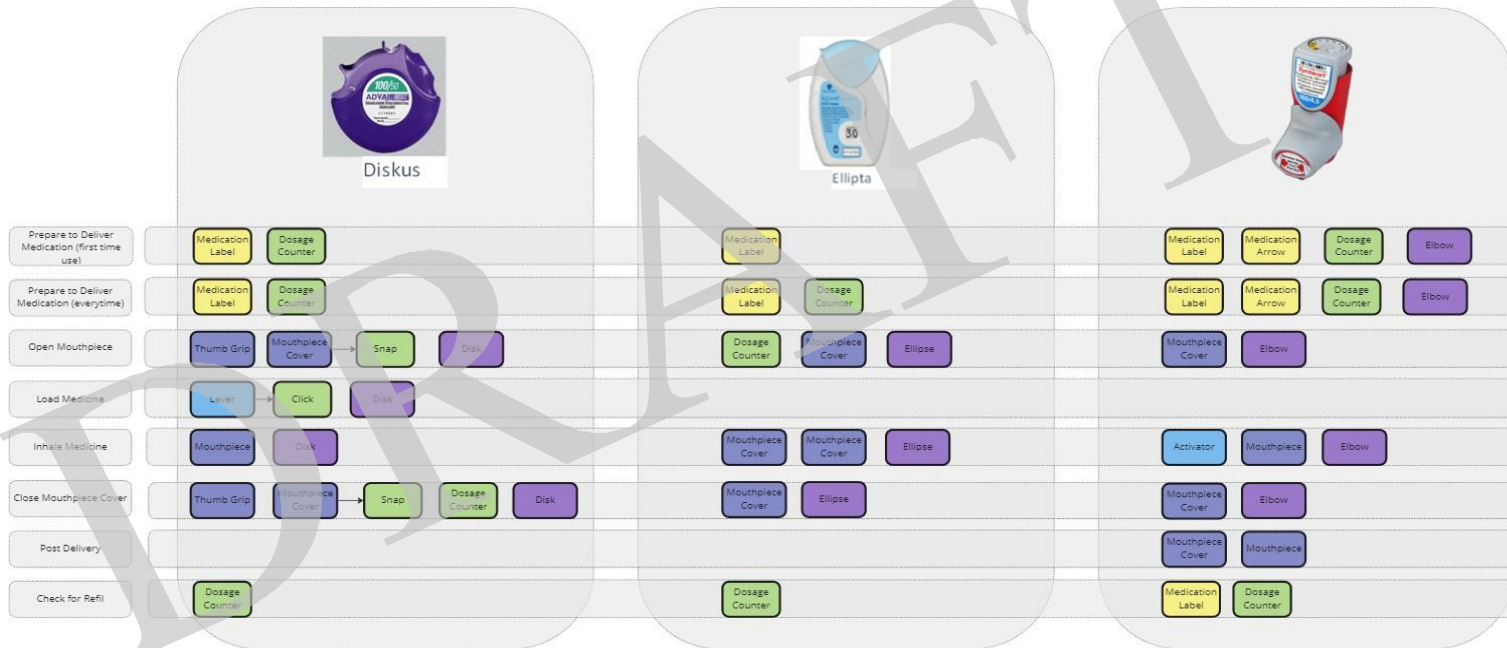 DRAFT
100/50
ADVAIR
Diskus
30
Ellipta
Symbicort
Prepare to Deliver
Medication (first time
use)
Medication
Label
Dosage
Counter
Medication
Label
Medication
Label
Medication
Arrow
Dosage
Counter
Elbow
Prepare to Deliver
Medication (everytime)
Medication
Label
Dosage
Counter
Medication
Label
Dosage
Counter
Medication
Label
Medication
Arrow
Dosage
Counter
Elbow
Open Mouthpiece
Thumb Grip
Mouthpiece
Cover
Snap
Disk
Dosage
Counter
Mouthpiece
Cover
Ellipse
Mouthpiece
Cover
Elbow
Load Medicine
Lever
Click
Disk
Inhale Medicine
Mouthpiece
Disk
Mouthpiece
Cover
Mouthpiece
Cover
Ellipse
Activator
Mouthpiece
Elbow
Close Mouthpiece Cover
Thumb Grip
Mouthpiece
Cover
Snap
Dosage
Counter
Disk
Mouthpiece
Cover
Ellipse
Mouthpiece
Cover
Elbow
Post Delivery
Mouthpiece
Cover
Mouthpiece
Check for Refil
Dosage
Counter
Dosage
Counter
Medication
Label
Dosage
Counter